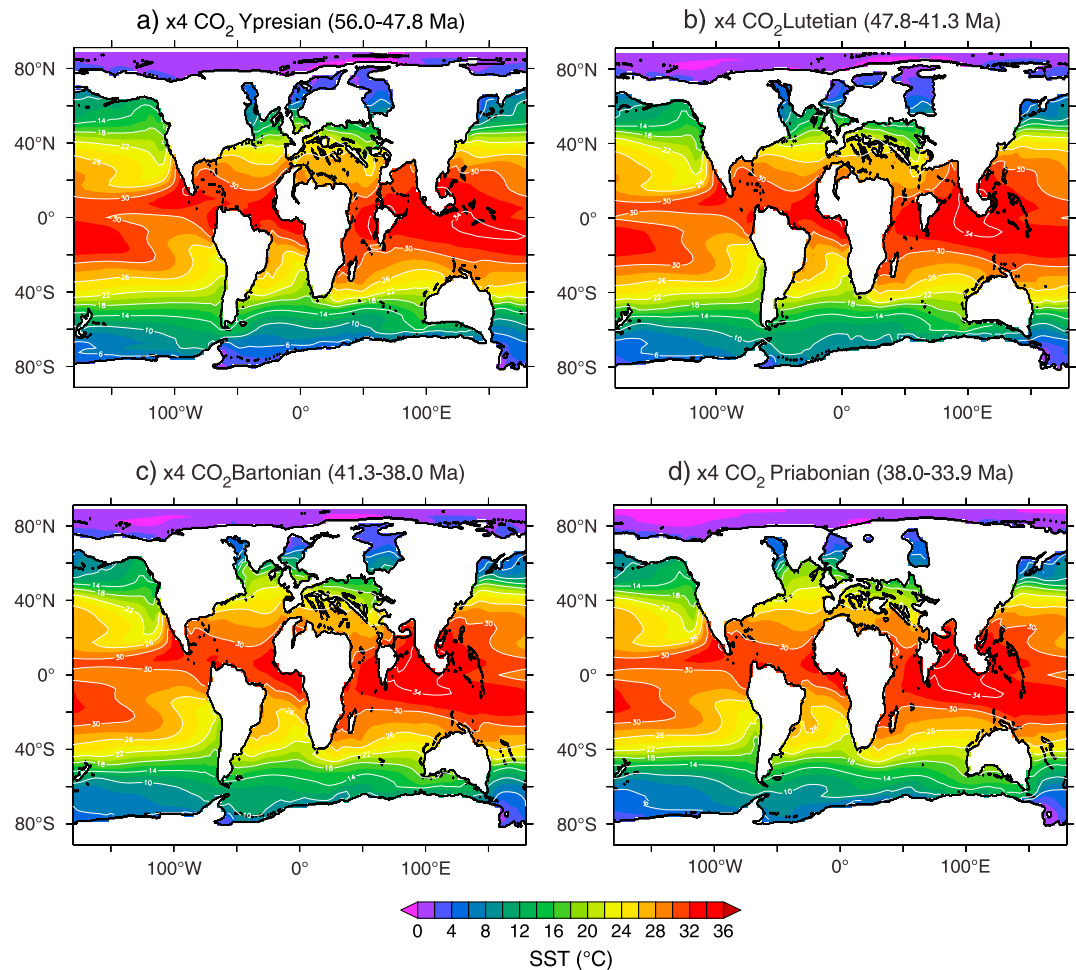 a) x4 CO2 Ypresian (56.0-47.8 Ma)
b) x4 CO2Lutetian (47.8-41.3 Ma)
80°N
40°N
0°
40°S
80°S
80°N
40°N
0°
40°S
80°S
100°W 0° 100°E
100°W 0° 100°E
c) x4 CO2Bartonian (41.3-38.0 Ma)
d) x4 CO2 Priabonian (38.0-33.9 Ma)
80°N
40°N
0°
40°S
80°S
80°N
40°N
0°
40°S
80°S
100°W 0° 100°E
100°W 0° 100°E
0 4 8 12 16 20 24 28 32 36
SST (°C)